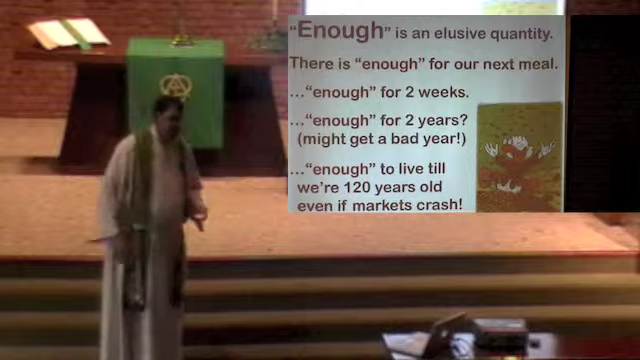 "Enough" is an elusive quantity.
There is "enough" for our next meal.
..."enough" for 2 weeks.
..."enough" for 2 years?
(might get a bad year!)
..."enough" to live till
we're 120 years old
even if markets crash!